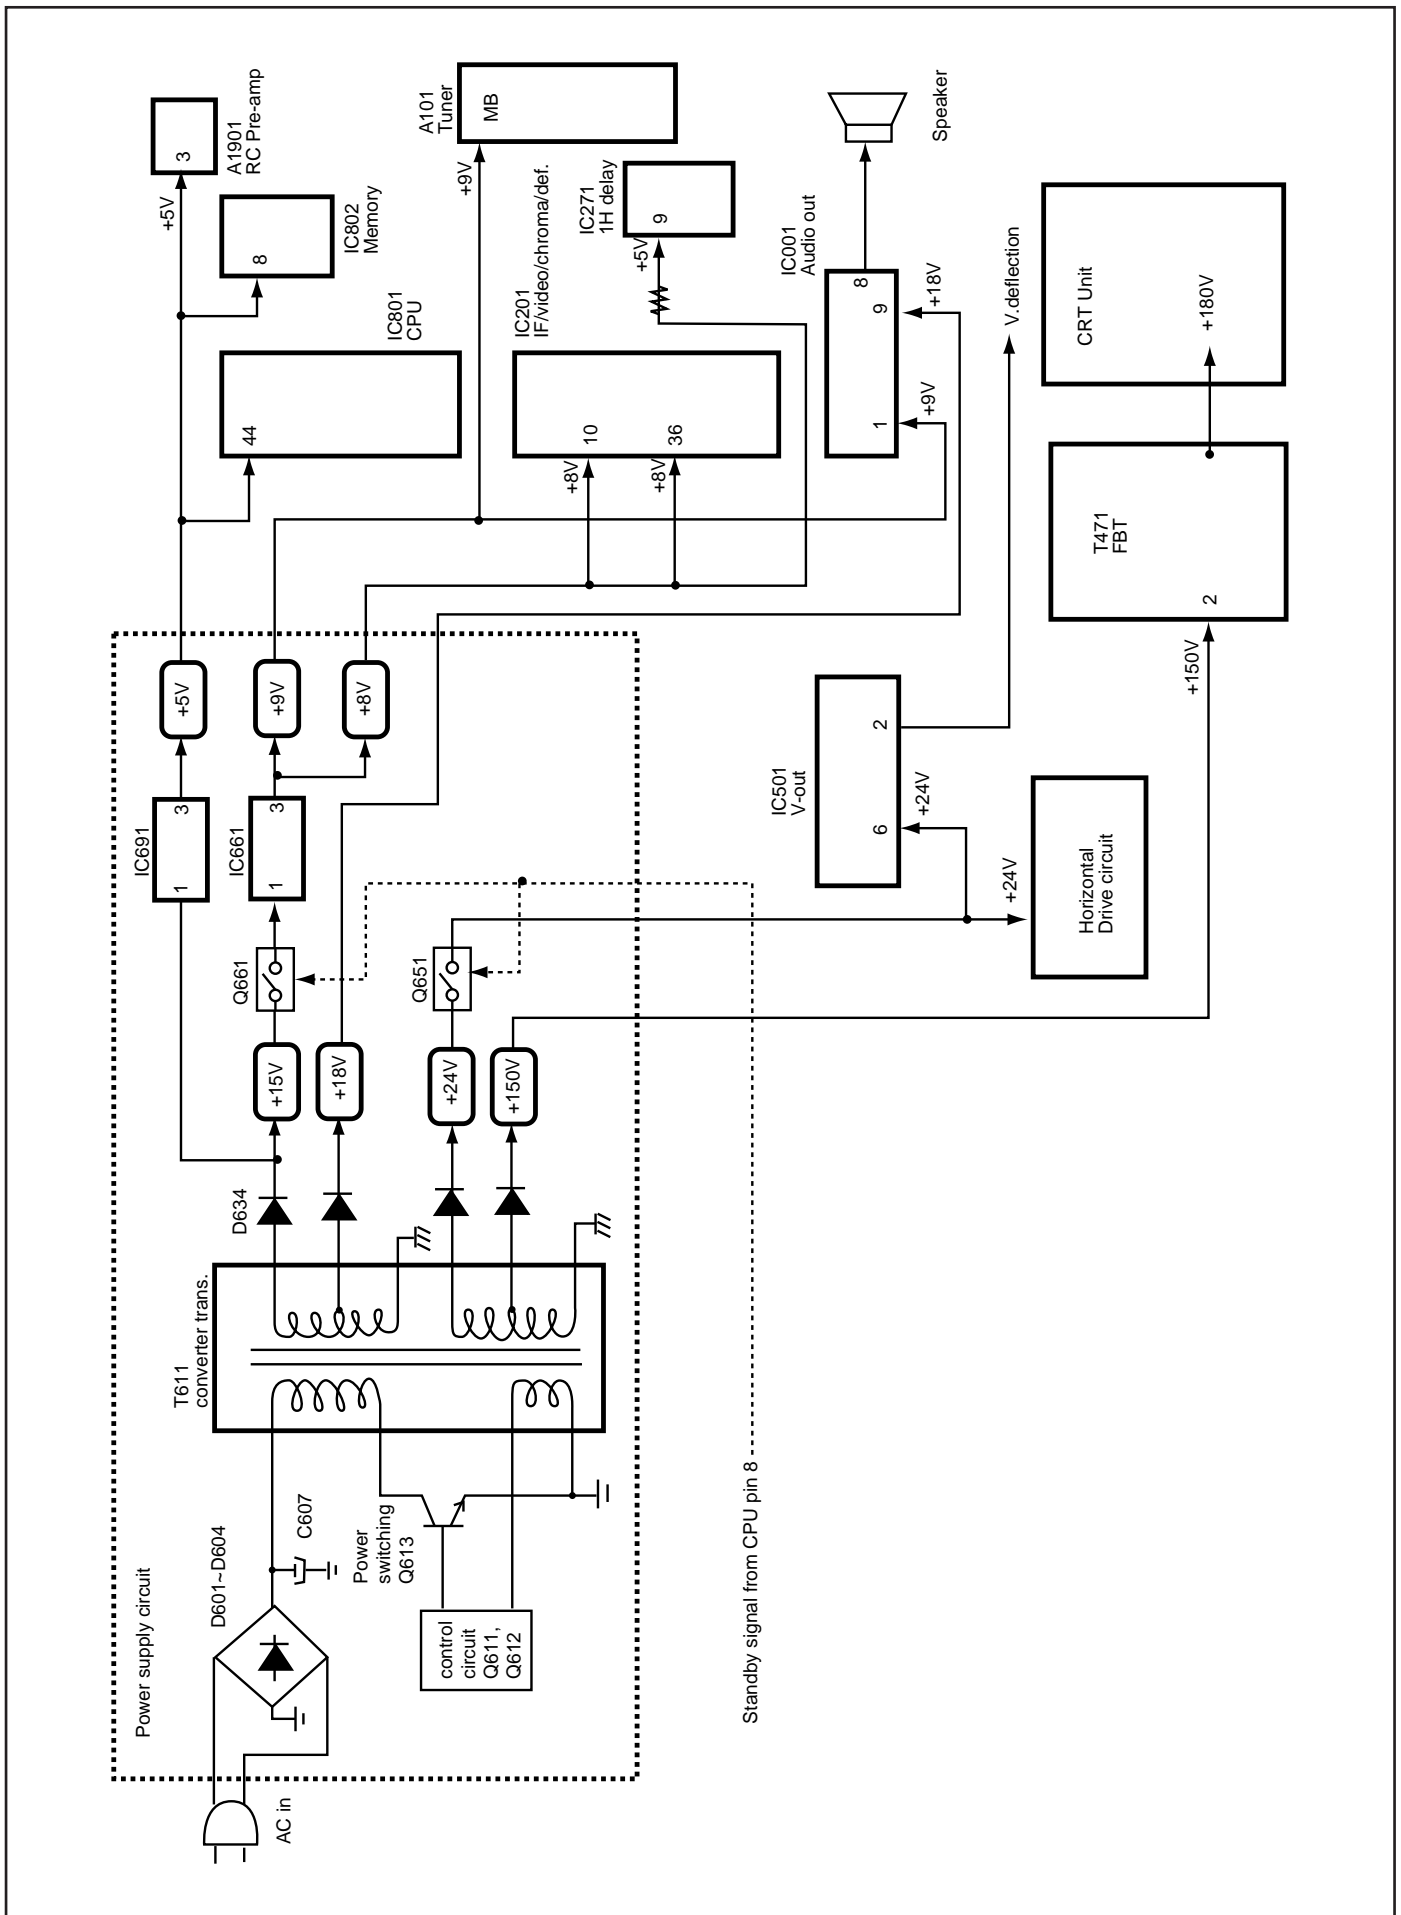 Power supply circuit
AC in
D601~D604
C607
Power
switching
Q613
control
circuit
Q611,
Q612
T611
converter trans.
D634
+15V
+18V
+24V
+150V
Q661
Q651
IC691
1
3
IC661
1
3
+5V
+9V
+8V
Standby signal from CPU pin 8
+5V
3
A1901
RC Pre-amp
8
IC802
Memory
44
IC801
CPU
+9V
MB
A101
Tuner
+8V
10
+8V
36
IC201
IF/video/chroma/def.
+5V
9
IC271
1H delay
IC001
Audio out
1
8
9
+9V
+18V
Speaker
IC501
V-out
6
2
+24V
V.deflection
+24V
Horizontal
Drive circuit
+150V
2
T471
FBT
CRT Unit
+180V